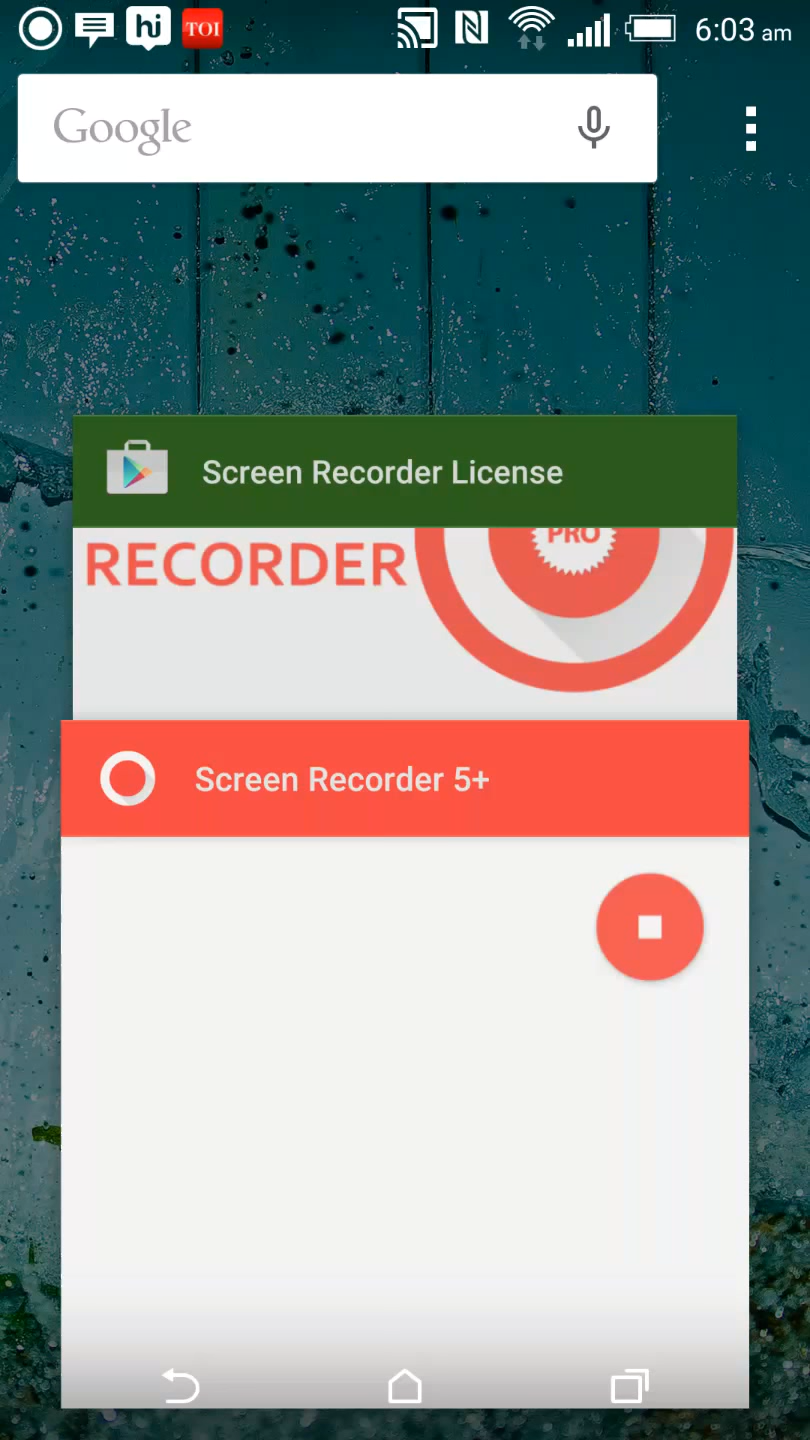 hi
TOI
6:03 am
Google
Screen Recorder License
RECORDER
PRO
Screen Recorder 5+